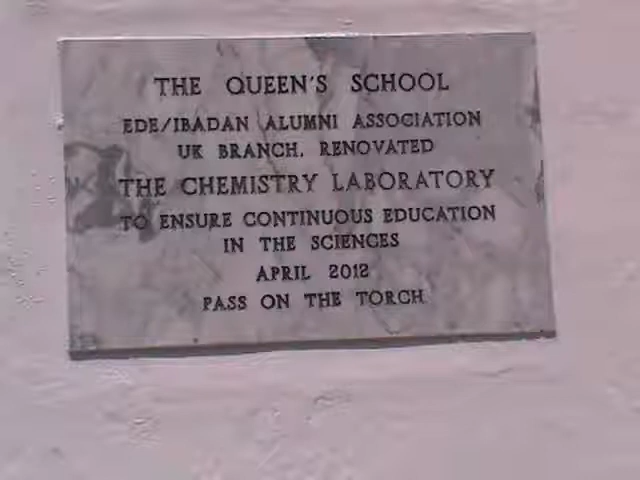 THE QUEEN'S SCHOOL
EDE/IBADAN ALUMNI ASSOCIATION
UK BRANCH, RENOVATED
THE CHEMISTRY LABORATORY
TO ENSURE CONTINUOUS EDUCATION
IN THE SCIENCES
APRIL 2012
PASS ON THE TORCH